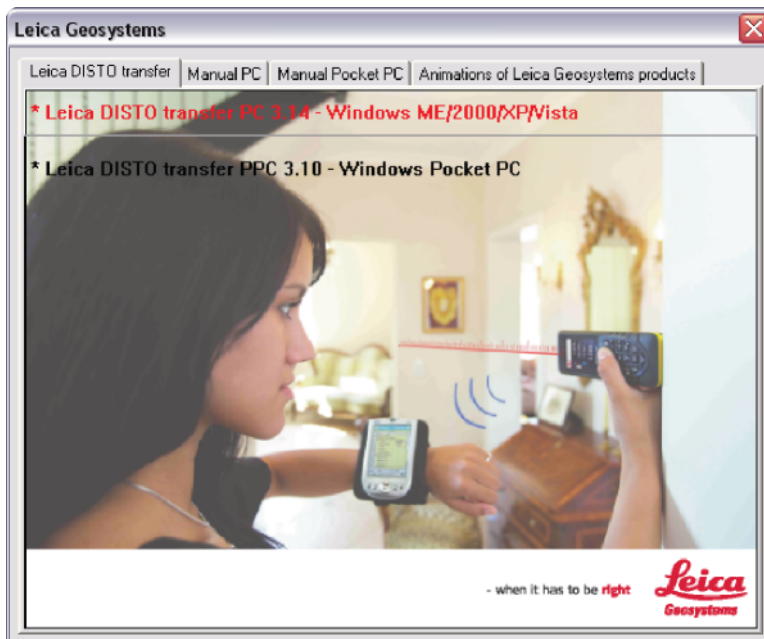 Leica Geosystems
Leica DISTO transfer
Manual PC
Manual Pocket PC
Animations of Leica Geosystems products
* Leica DISTO transfer PC 3.14 - Windows ME/2000/XP/Vista
* Leica DISTO transfer PPC 3.10 - Windows Pocket PC
- when it has to be right
Leica
Geosystems